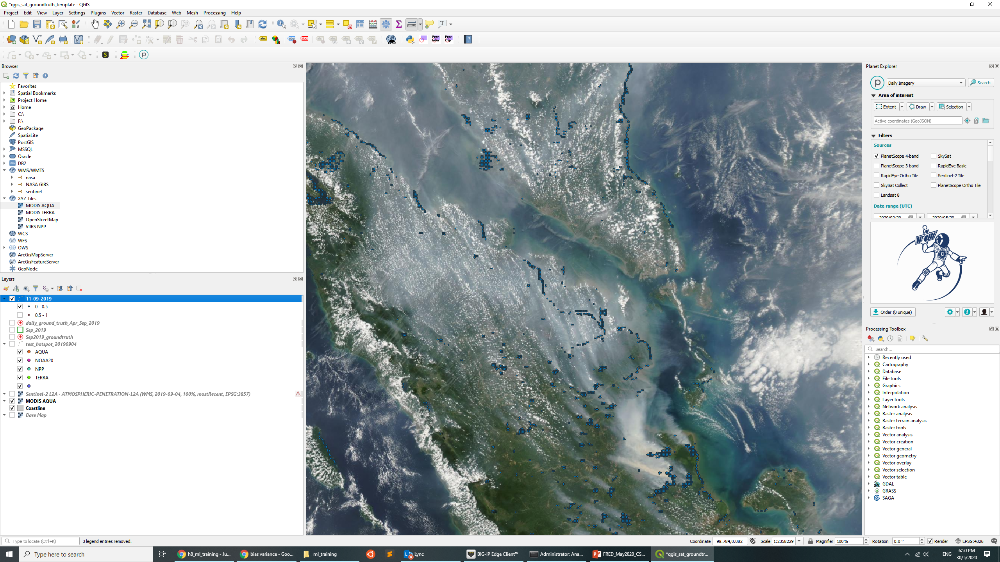 *qgis_sat_groundtruth_template - QGIS
Project Edit View Layer Settings Plugins Vector Raster Database Web Mesh Processing Help
Browser
Favorites
Spatial Bookmarks
Project Home
Home
C:\
F:\
GeoPackage
SpatiaLite
PostGIS
MSSQL
Oracle
DB2
WMS/WMTS
nasa
NASA GIBS
sentinel
XYZ Tiles
MODIS AQUA
MODIS TERRA
OpenStreetMap
VIIRS NPP
WCS
WFS
OWS
ArcGisMapServer
ArcGisFeatureServer
GeoNode
Layers
11-09-2019
0 - 0.5
0.5 - 1
daily_ground_truth_Apr_Sep_2019
Sep_2019
Sep2019_groundtruth
test_hotspot_20190904
AQUA
NOAA20
NPP
TERRA
Sentinel-2 L2A - ATMOSPHERIC-PENETRATION-L2A (WMS, 2019-09-04, 100%, mostRecent, EPSG:3857)
MODIS AQUA
Coastline
Base Map
Planet Explorer
Daily Imagery Search
Area of interest
Extent Draw Selection
Active coordinates (GeoJSON)
Filters
Sources
PlanetScope 4-band SkySat
PlanetScope 3-band RapidEye Basic
RapidEye Ortho Tile Sentinel-2 Tile
SkySat Collect PlanetScope Ortho Tile
Landsat 8
Date range (UTC)
2020/02/29 2020/05/29
Order (0 unique)
Processing Toolbox
Search...
Recently used
Cartography
Database
File tools
Graphics
Interpolation
Layer tools
Network analysis
Raster analysis
Raster terrain analysis
Raster tools
Vector analysis
Vector creation
Vector general
Vector geometry
Vector overlay
Vector selection
Vector table
GDAL
GRASS
SAGA
Type to locate (Ctrl+K) 3 legend entries removed. Coordinate 98.784,0.082 Scale 1:2358229 Magnifier 100% Rotation 0.0 ° Render EPSG:4326
Type here to search h8_ml_training - Ju... bias variance - Goo... ml_training Lync BIG-IP Edge Client™ Administrator: Ana... FRED_May2020_CS... *qgis_sat_groundtr... ENG 6:50 PM
30/5/2020